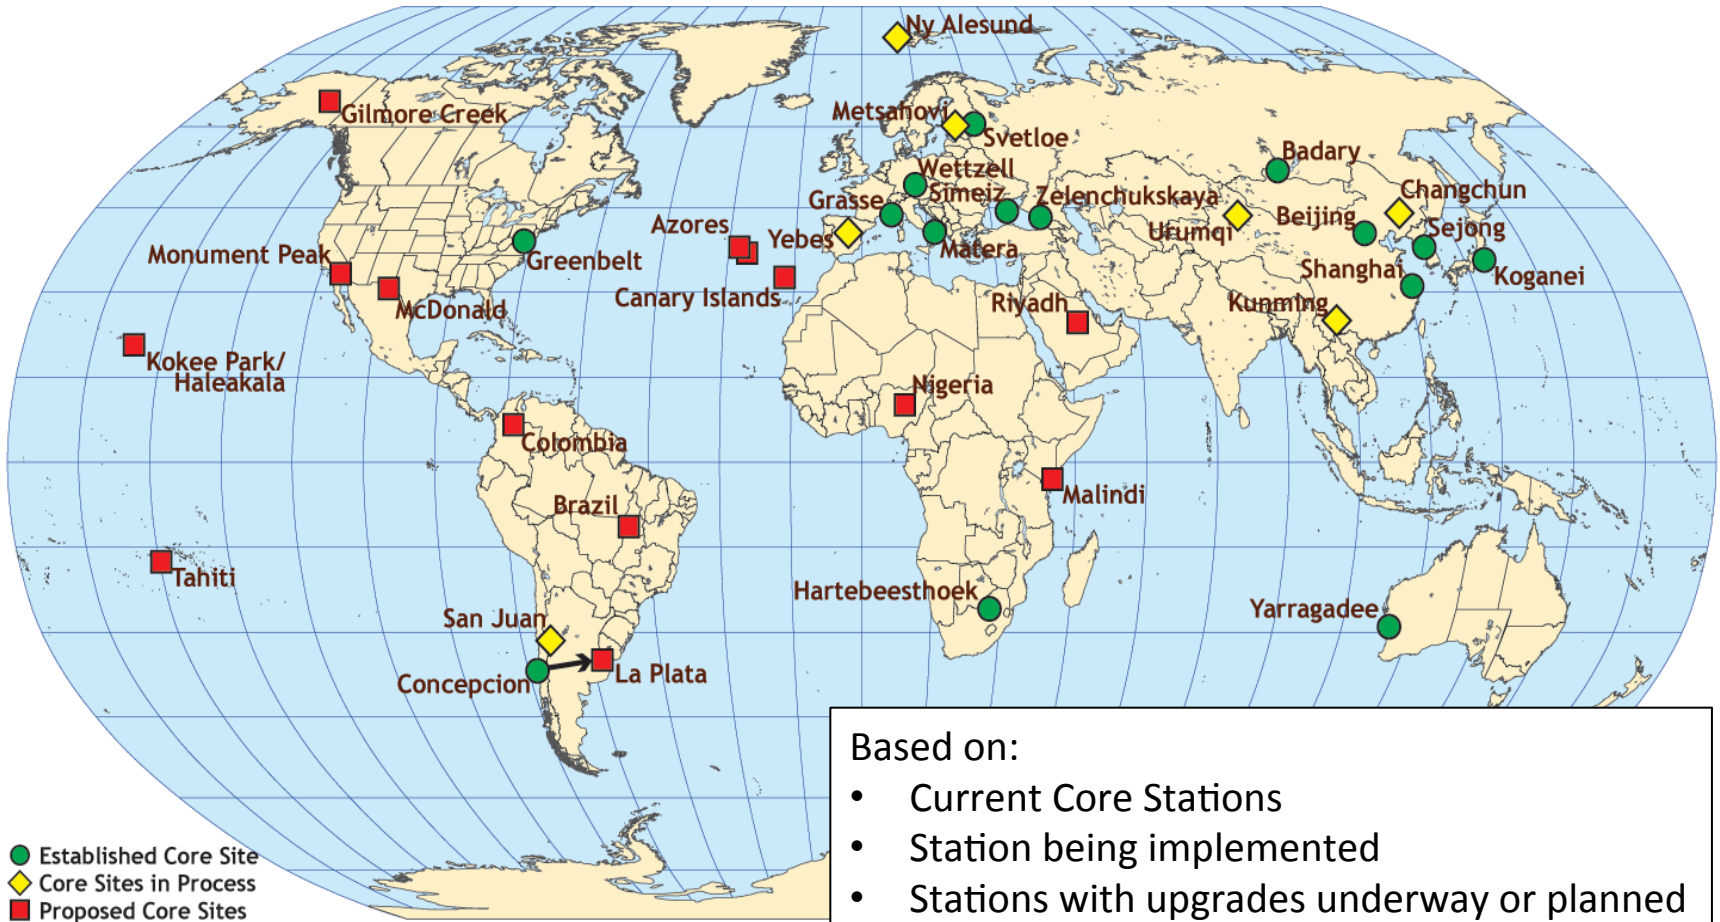 Ny Alesund
Gilmore Creek
Metsahovi
Svetloe
Badary
Wettzell
Changchun
Grasse
Simeiz
Zelenchukskaya
Azores
Yebes
Urumqi
Beijing
Sejong
Monument Peak
Greenbelt
Matera
Shanghai
Koganei
Canary Islands
McDonald
Riyadh
Kunming
Kokee Park/
Haleakala
Nigeria
Colombia
Malindi
Brazil
Tahiti
Hartebeesthoek
San Juan
Yarragadee
La Plata
Concepcion
Based on:
• Current Core Stations
• Station being implemented
• Stations with upgrades underway or planned
Established Core Site
Core Sites in Process
Proposed Core Sites